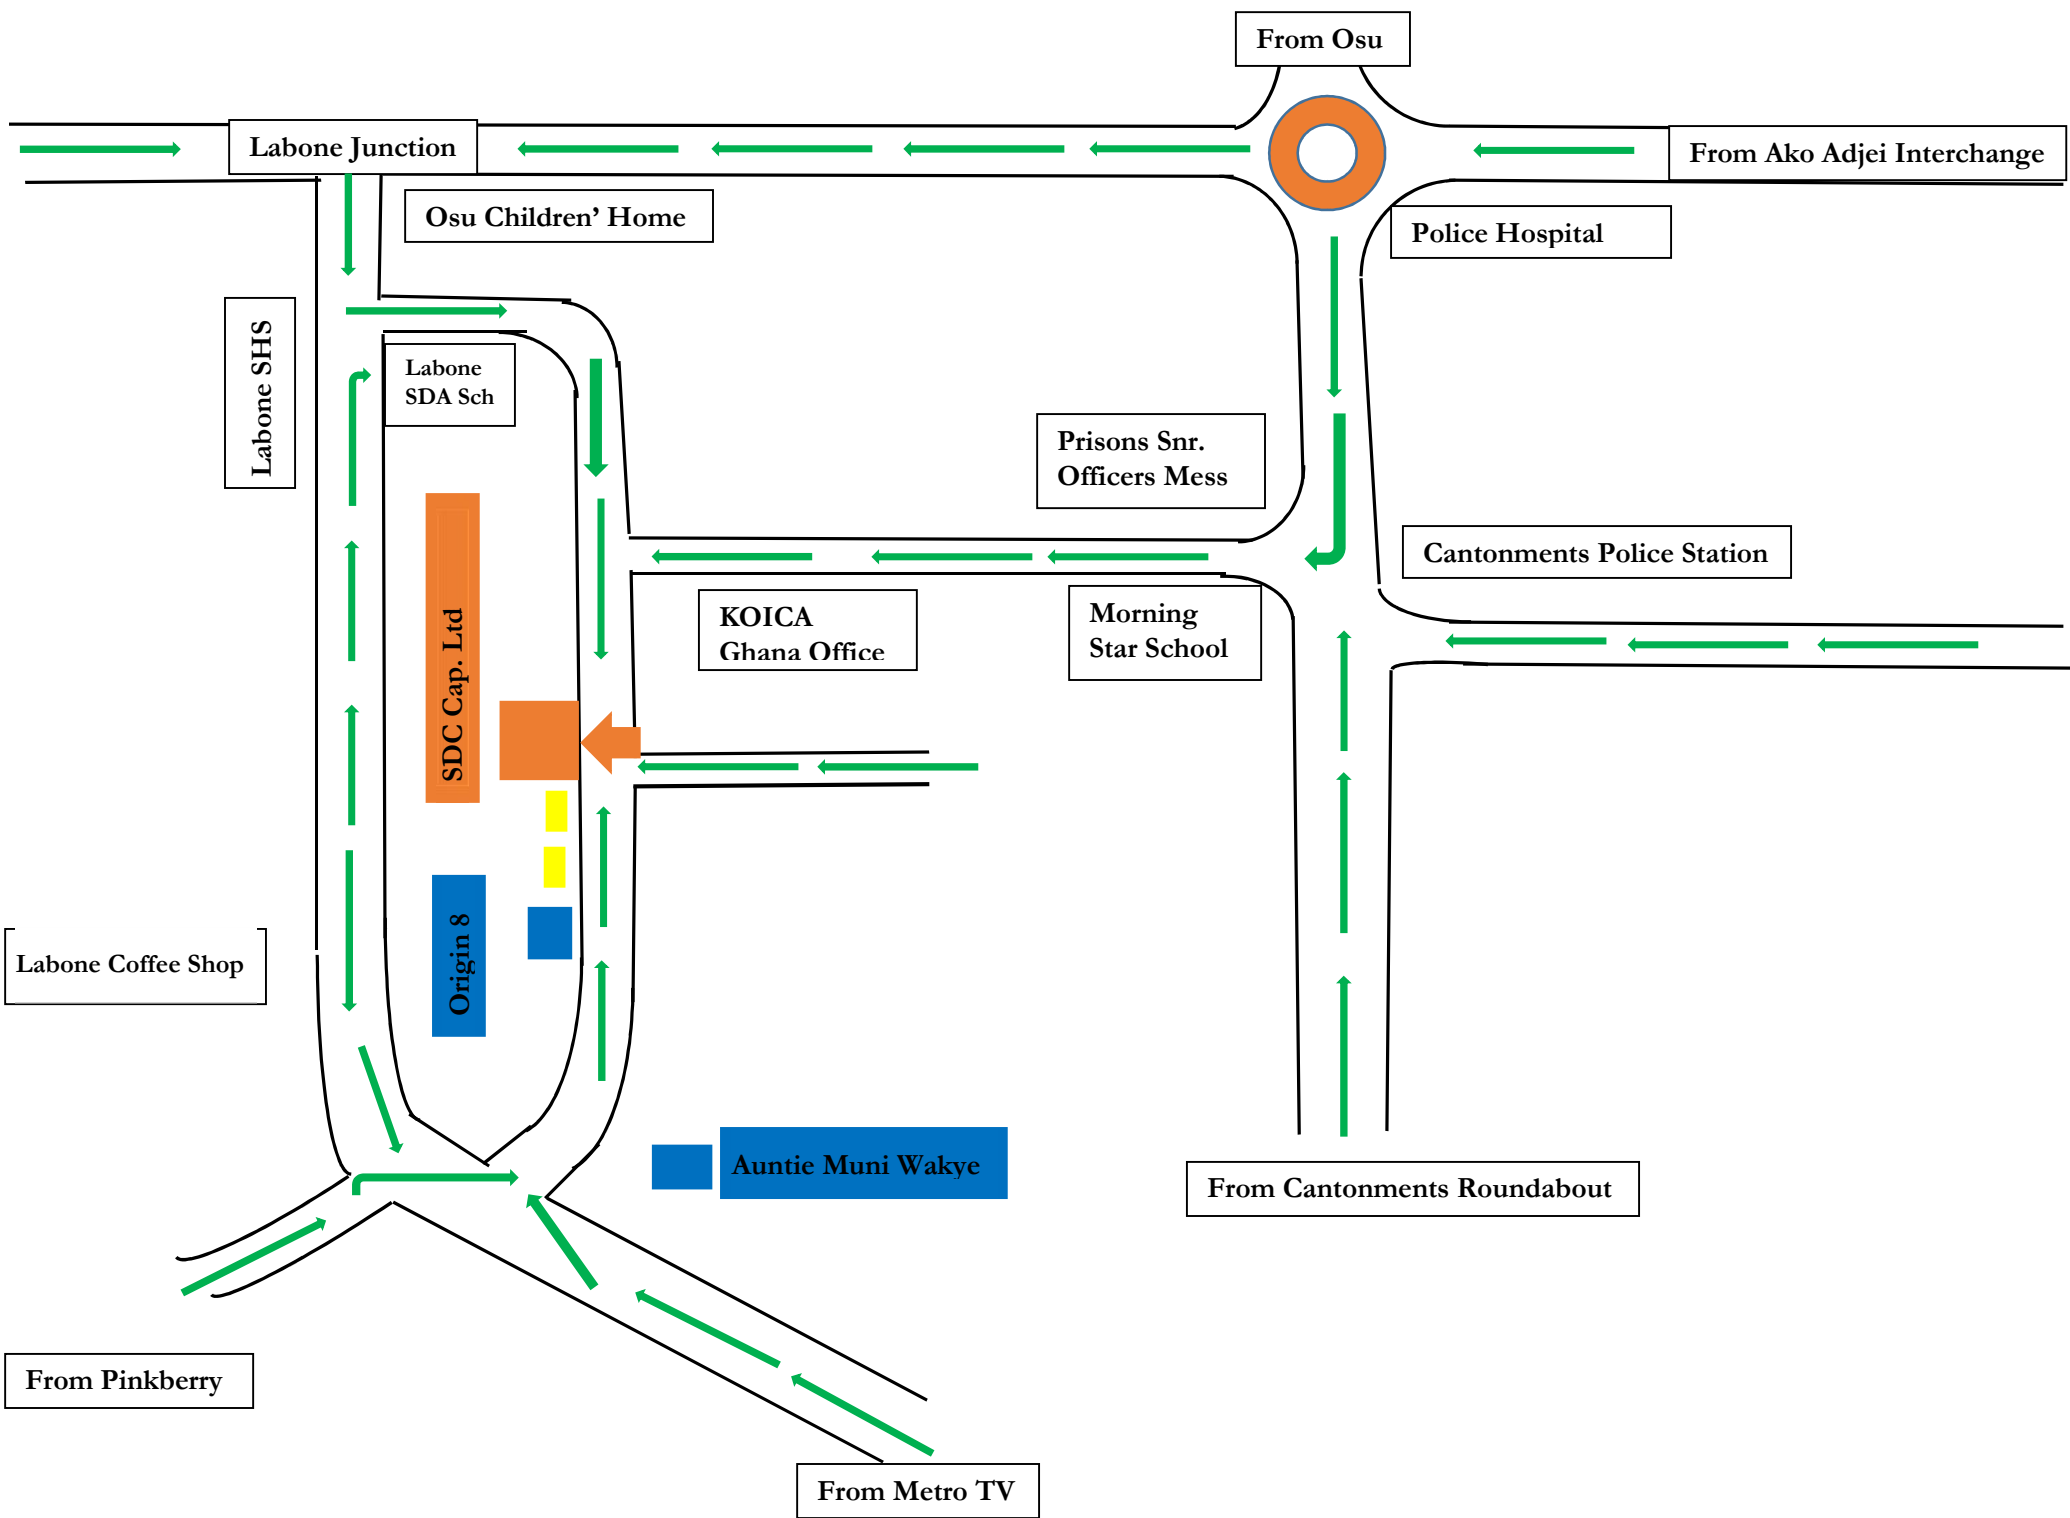 From Osu
Labone Junction
From Ako Adjei Interchange
Osu Children' Home
Police Hospital
Labone SHS
Labone
SDA Sch
Prisons Snr.
Officers Mess
Cantonments Police Station
KOICA
Ghana Office
Morning
Star School
SDC Cap. Ltd
Origin 8
Labone Coffee Shop
Auntie Muni Wakye
From Cantonments Roundabout
From Pinkberry
From Metro TV